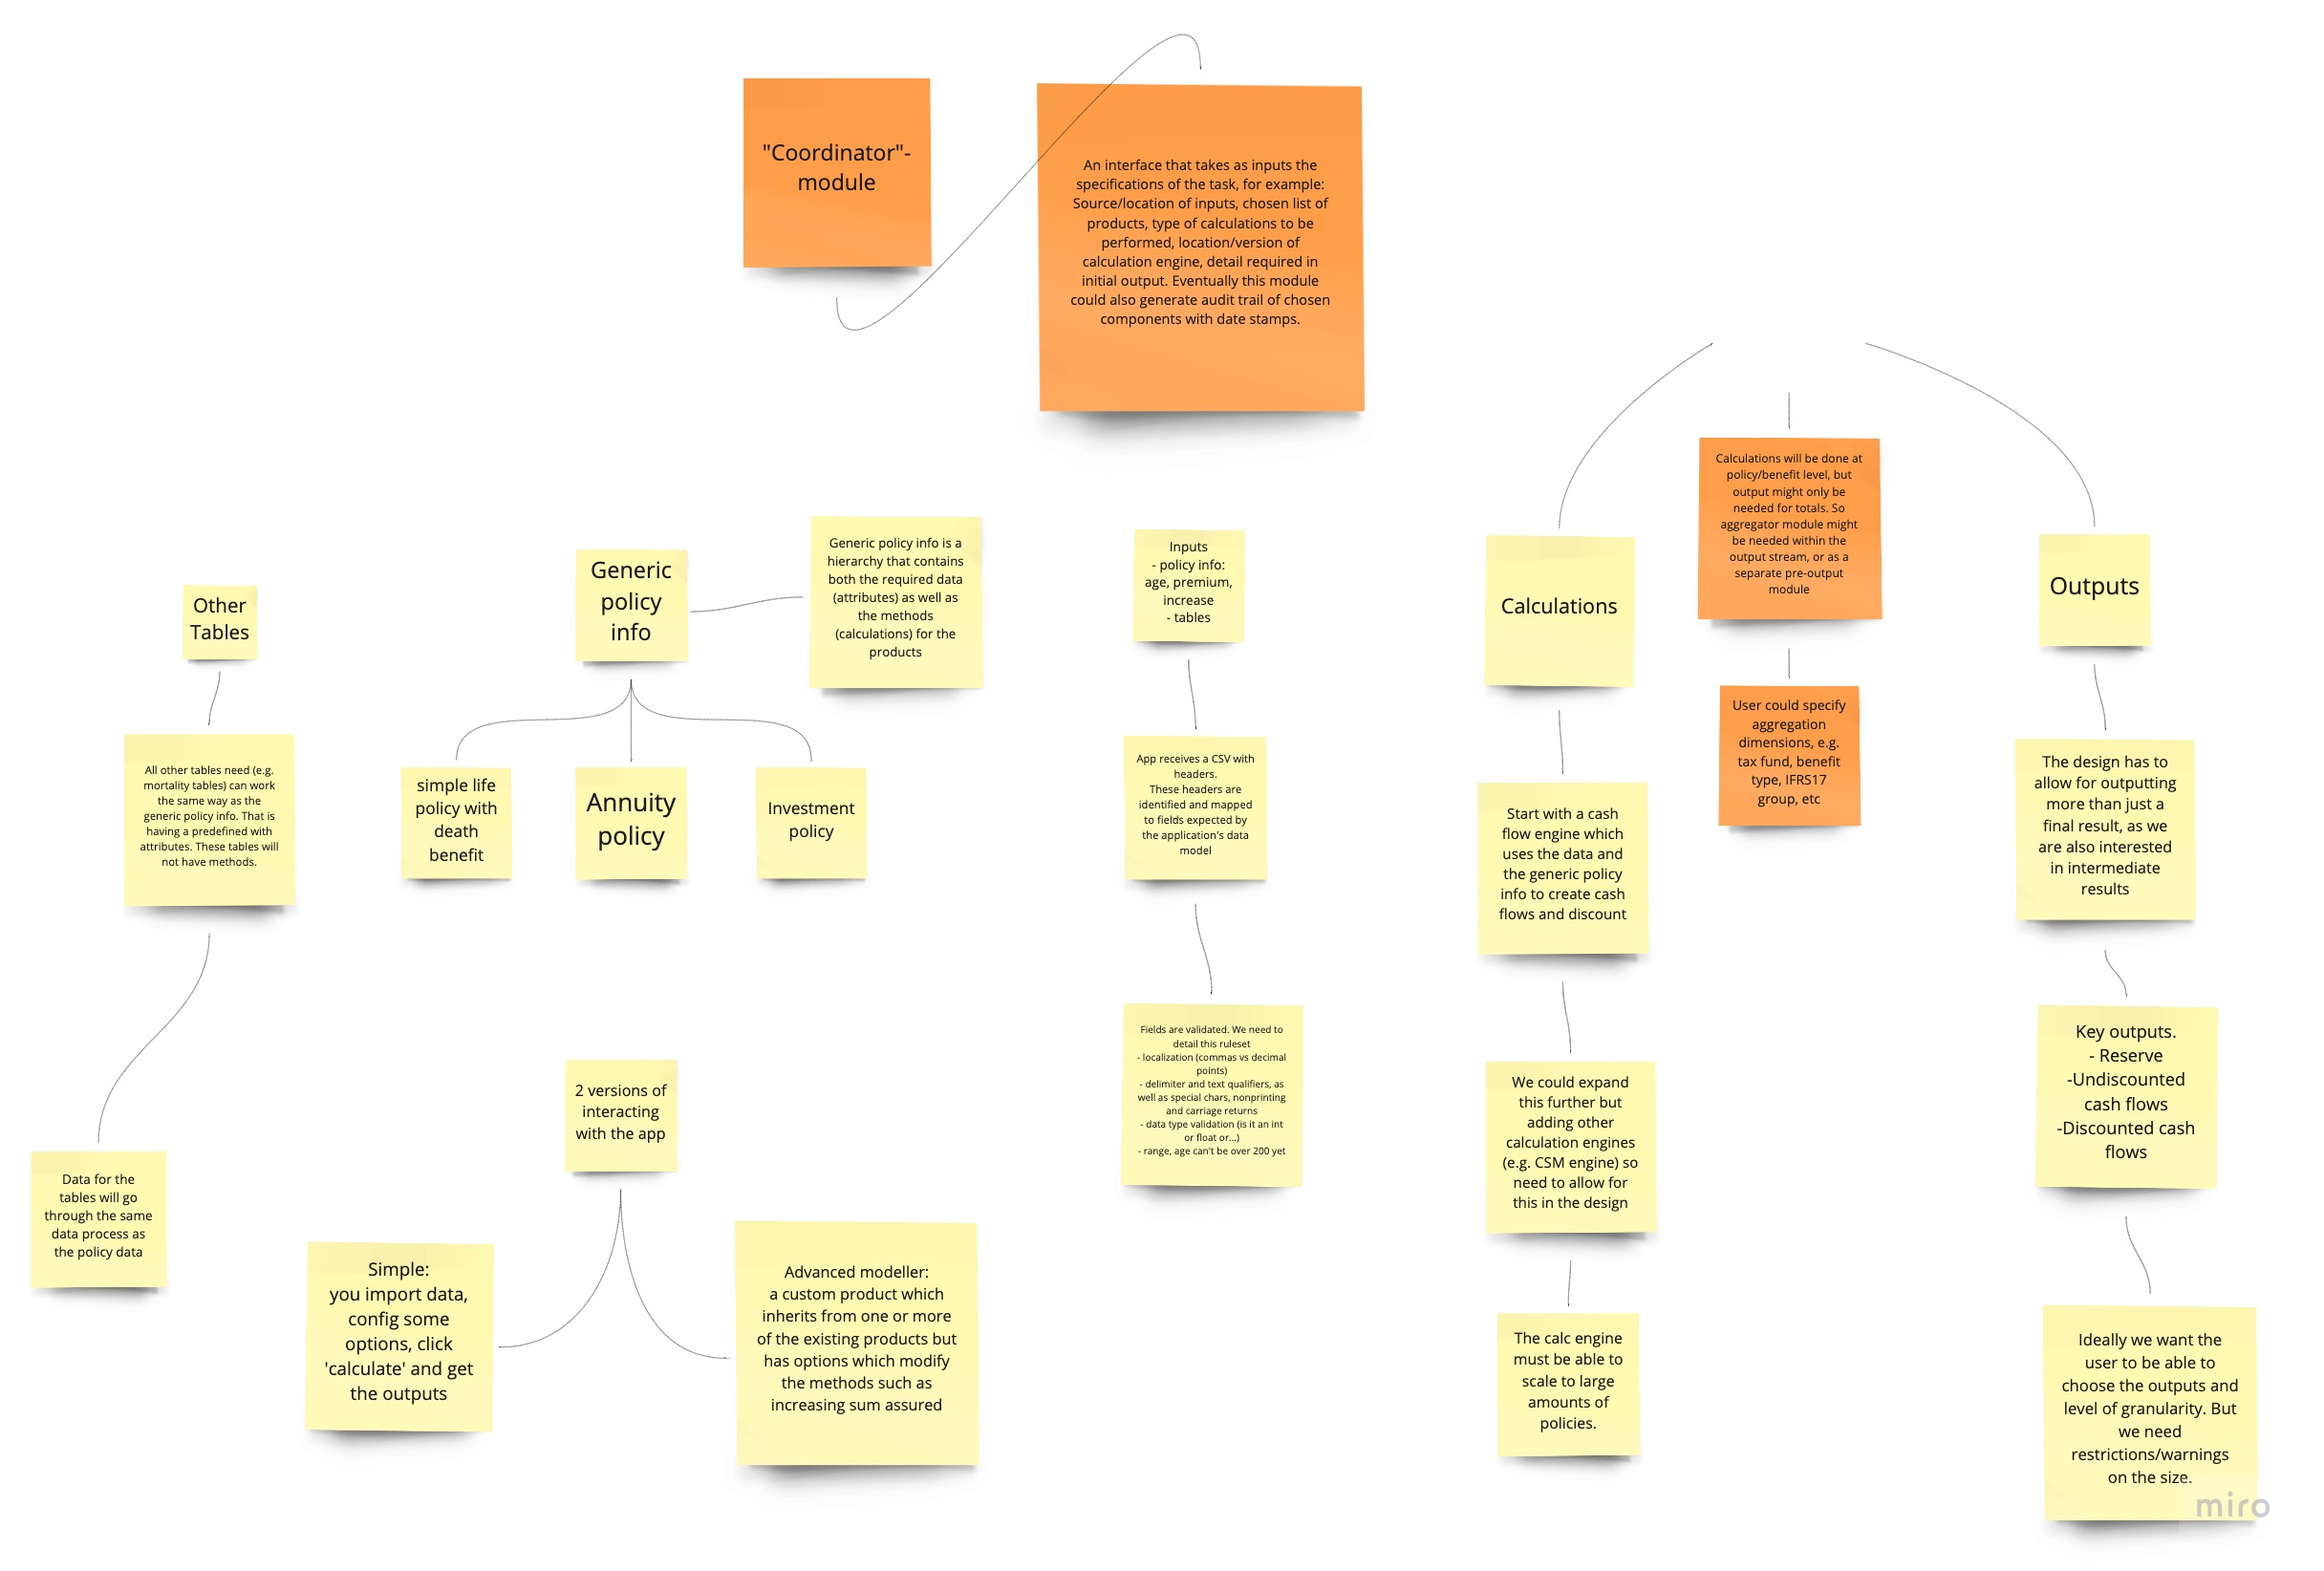 "Coordinator"-
module
An interface that takes as inputs the
specifications of the task, for example:
Source/location of inputs, chosen list of
products, type of calculations to be
performed, location/version of
calculation engine, detail required in
initial output. Eventually this module
could also generate audit trail of chosen
components with date stamps.
Other
Tables
All other tables need (e.g.
mortality tables) can work
the same way as the
generic policy info. That is
having a predefined with
attributes. These tables will
not have methods.
Data for the
tables will go
through the same
data process as
the policy data
Generic
policy
info
Generic policy info is a
hierarchy that contains
both the required data
(attributes) as well as
the methods
(calculations) for the
products
simple life
policy with
death
benefit
Annuity
policy
Investment
policy
2 versions of
interacting
with the app
Simple:
you import data,
config some
options, click
'calculate' and get
the outputs
Advanced modeller:
a custom product which
inherits from one or more
of the existing products but
has options which modify
the methods such as
increasing sum assured
Inputs
- policy info:
age, premium,
increase
- tables
App receives a CSV with
headers.
These headers are
identified and mapped
to fields expected by
the application's data
model
Fields are validated. We need to
detail this ruleset
- localization (commas vs decimal
points)
- delimiter and text qualifiers, as
well as special chars, nonprinting
and carriage returns
- data type validation (is it an int
or float or...)
- range, age can't be over 200 yet
Calculations
Start with a cash
flow engine which
uses the data and
the generic policy
info to create cash
flows and discount
We could expand
this further but
adding other
calculation engines
(e.g. CSM engine) so
need to allow for
this in the design
The calc engine
must be able to
scale to large
amounts of
policies.
Calculations will be done at
policy/benefit level, but
output might only be
needed for totals. So
aggregator module might
be needed within the
output stream, or as a
separate pre-output
module
User could specify
aggregation
dimensions, e.g.
tax fund, benefit
type, IFRS17
group, etc
Outputs
The design has to
allow for outputting
more than just a
final result, as we
are also interested
in intermediate
results
Key outputs.
- Reserve
-Undiscounted
cash flows
-Discounted cash
flows
Ideally we want the
user to be able to
choose the outputs and
level of granularity. But
we need
restrictions/warnings
on the size.
miro